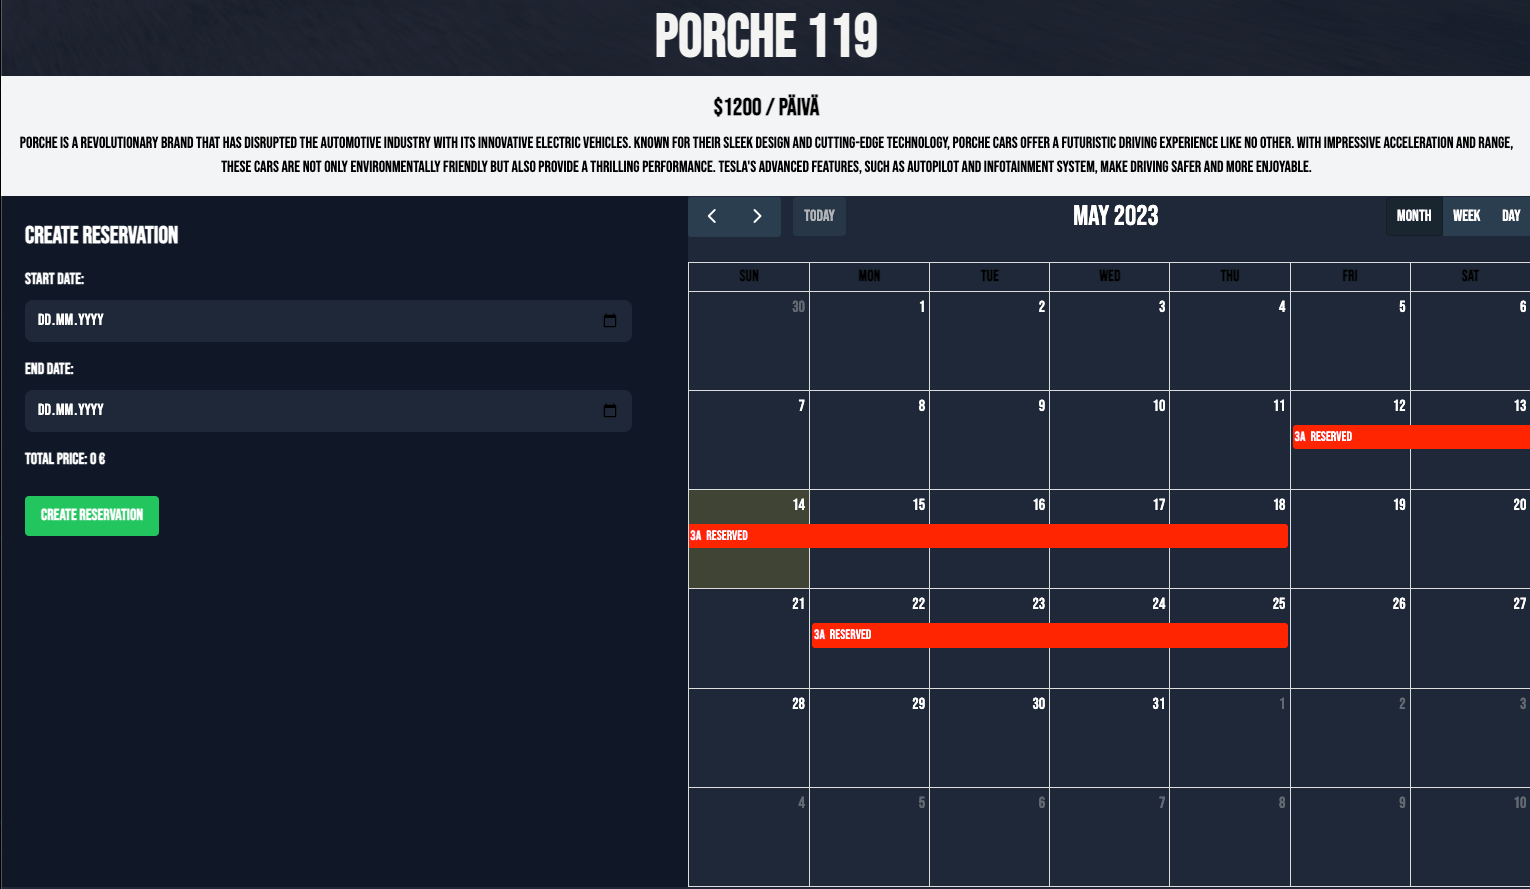 PORCHE 119
$1200 / PÄIVÄ
PORCHE IS A REVOLUTIONARY BRAND THAT HAS DISRUPTED THE AUTOMOTIVE INDUSTRY WITH ITS INNOVATIVE ELECTRIC VEHICLES. KNOWN FOR THEIR SLEEK DESIGN AND CUTTING-EDGE TECHNOLOGY, PORCHE CARS OFFER A FUTURISTIC DRIVING EXPERIENCE LIKE NO OTHER. WITH IMPRESSIVE ACCELERATION AND RANGE,
THESE CARS ARE NOT ONLY ENVIRONMENTALLY FRIENDLY BUT ALSO PROVIDE A THRILLING PERFORMANCE. TESLA'S ADVANCED FEATURES, SUCH AS AUTOPILOT AND INFOTAINMENT SYSTEM, MAKE DRIVING SAFER AND MORE ENJOYABLE.
CREATE RESERVATION
START DATE:
DD.MM.YYYY
END DATE:
DD.MM.YYYY
TOTAL PRICE: 0 €
CREATE RESERVATION
TODAY
MAY 2023
MONTH WEEK DAY
SUN MON TUE WED THU FRI SAT
30 1 2 3 4 5 6
7 8 9 10 11 12 13
3A RESERVED
14 15 16 17 18 19 20
3A RESERVED
21 22 23 24 25 26 27
3A RESERVED
28 29 30 31 1 2 3
4 5 6 7 8 9 10